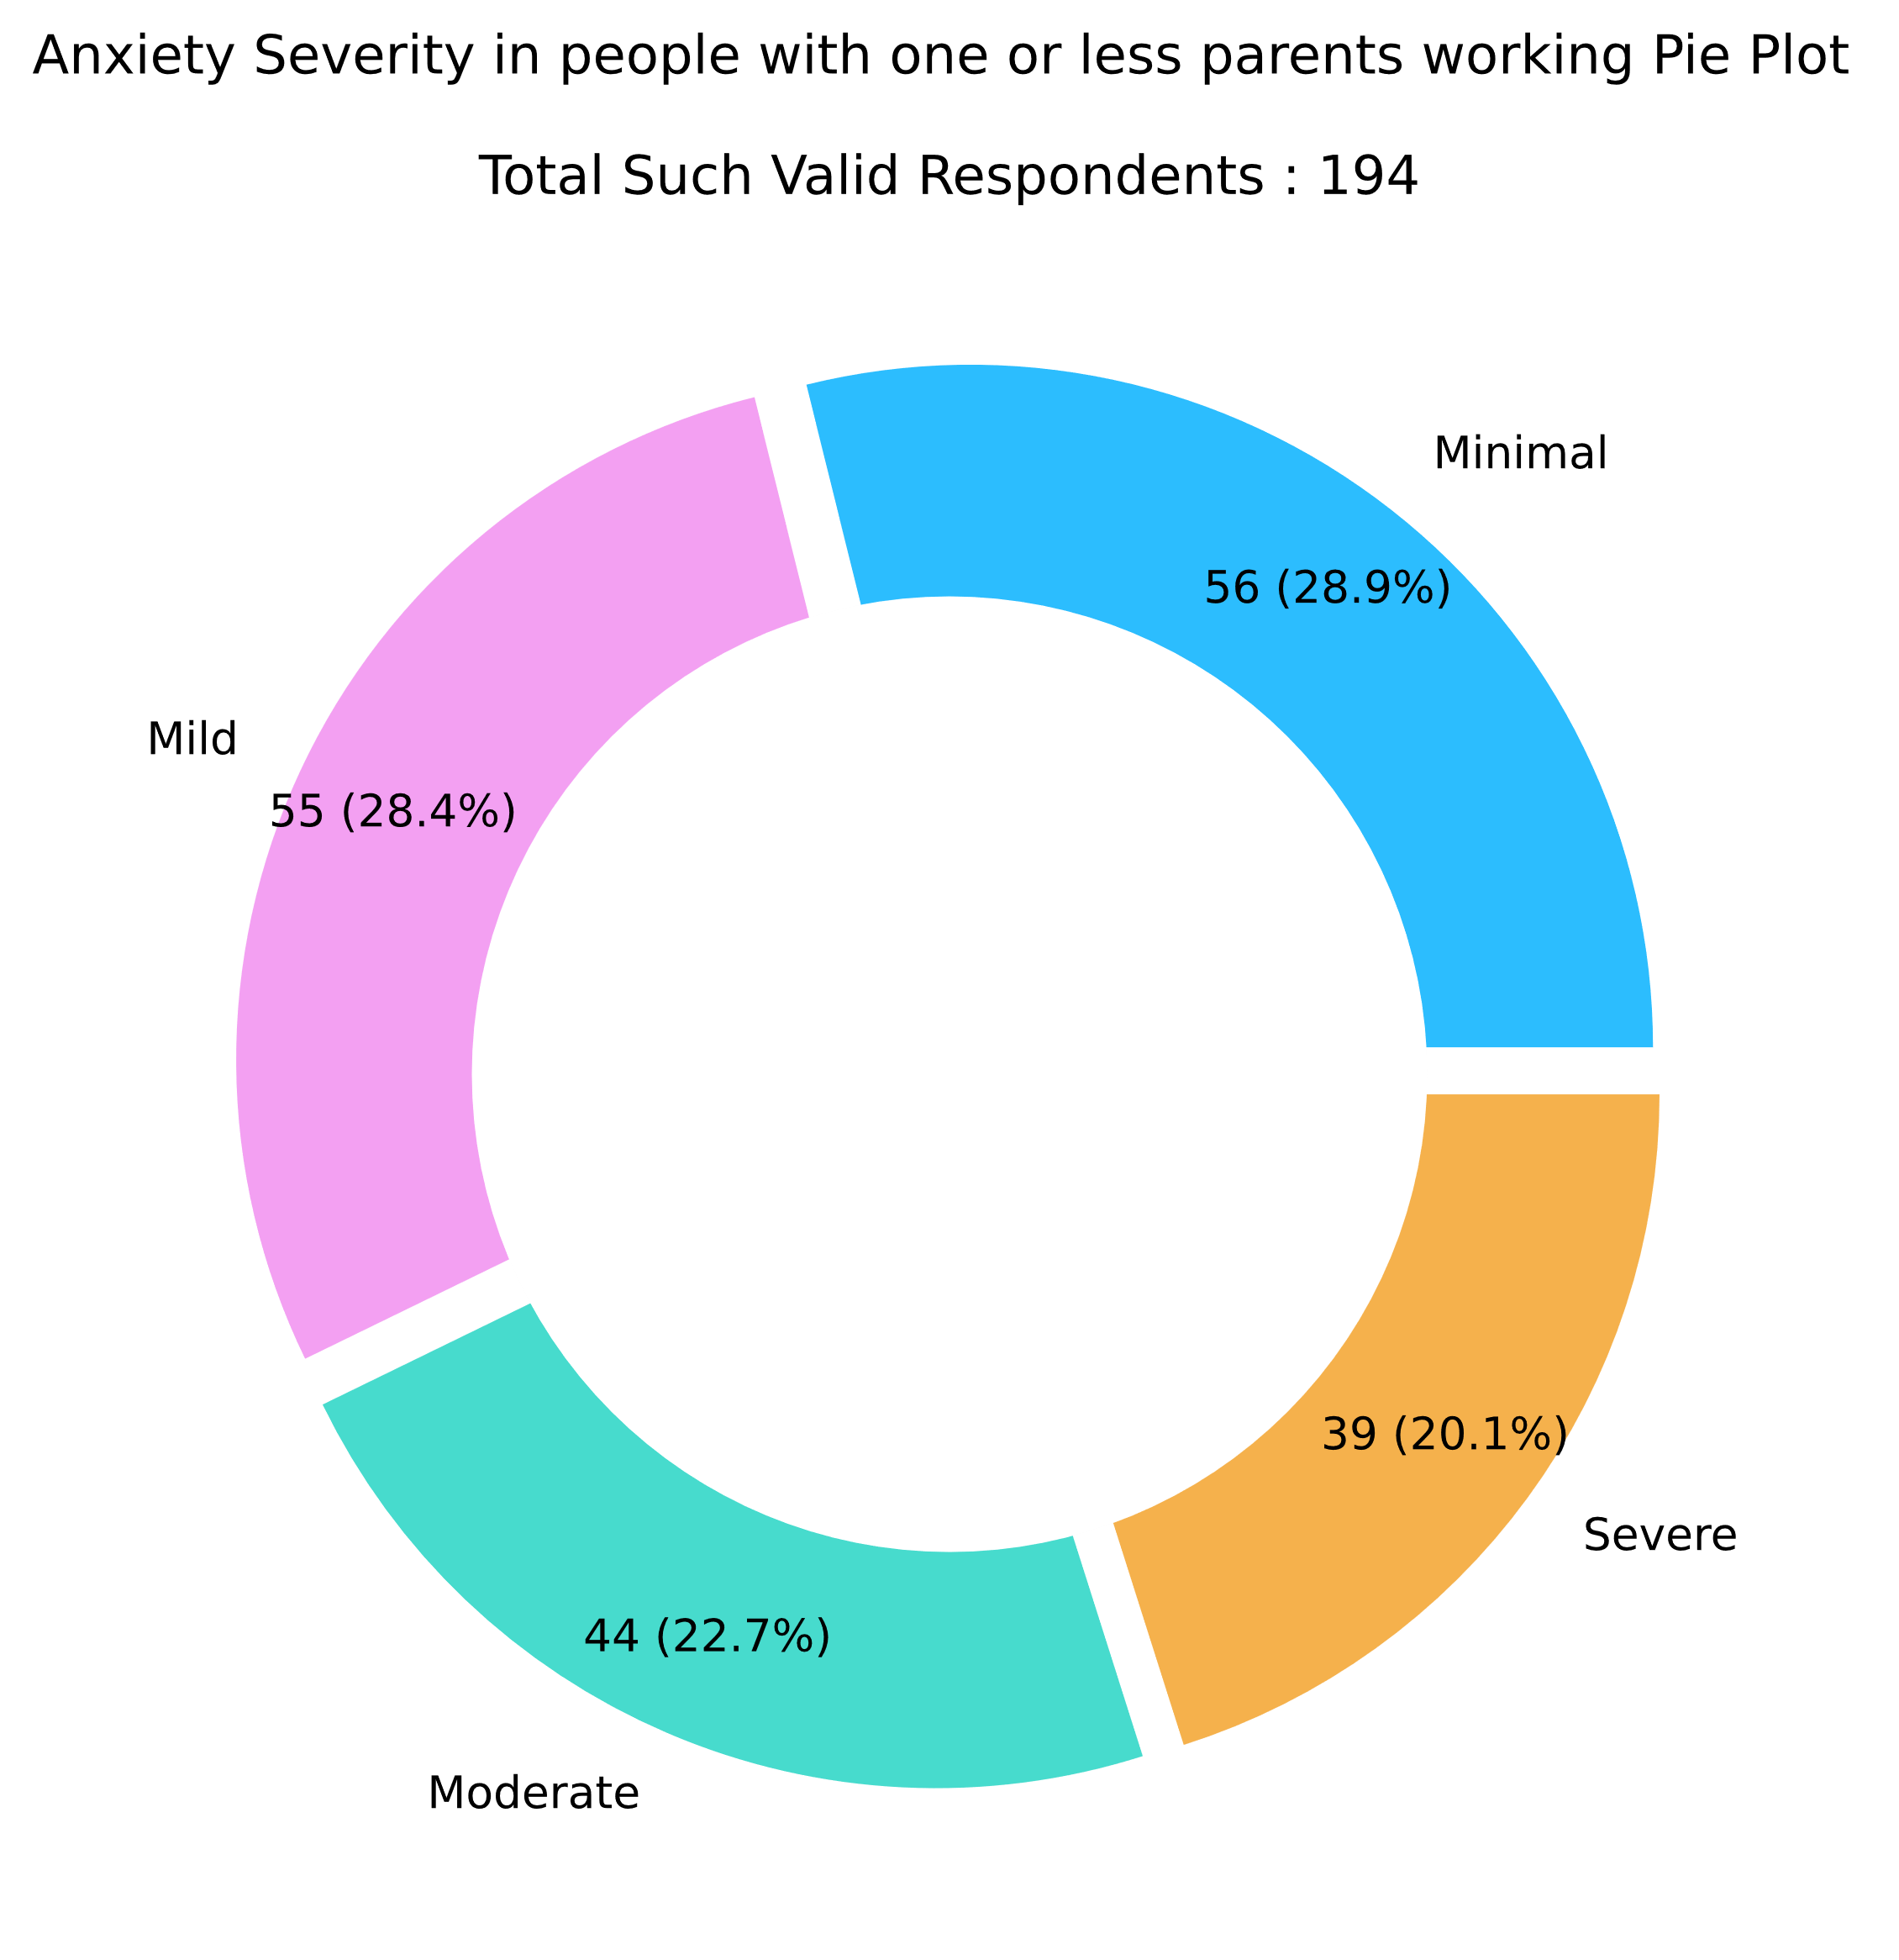 Anxiety Severity in people with one or less parents working Pie Plot
Total Such Valid Respondents : 194
Minimal
56 (28.9%)
Mild
55 (28.4%)
39 (20.1%)
Severe
44 (22.7%)
Moderate